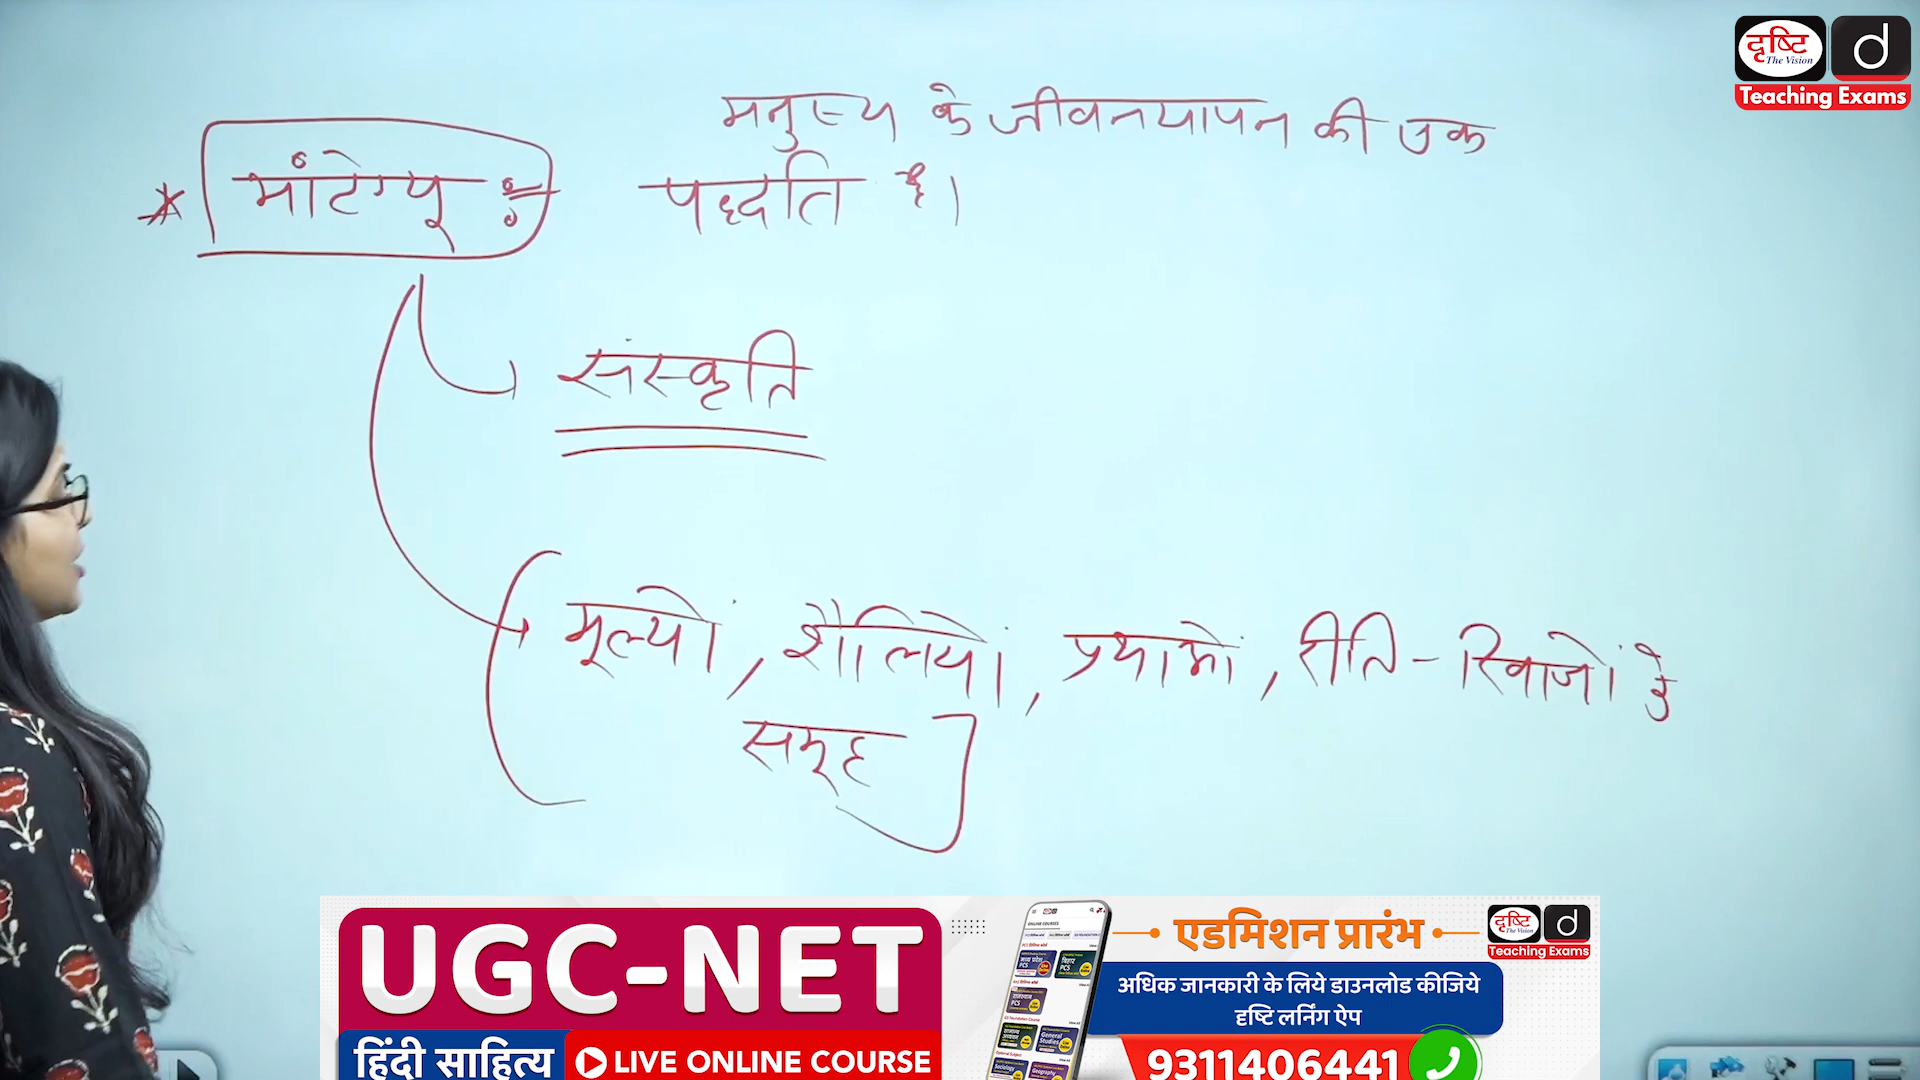 दृष्टि
The Vision
d
Teaching Exams
मनुष्य के जीवनयापन की एक
* मांटेग्यू :
पद्धति है।
संस्कृति
मूल्यों, शैलियों, प्रथाओं, रीति-रिवाजों के
समूह
UGC-NET
हिंदी साहित्य
LIVE ONLINE COURSE
एडमिशन प्रारंभ
अधिक जानकारी के लिये डाउनलोड कीजिये
दृष्टि लर्निंग ऐप
9311406441
दृष्टि
The Vision
d
Teaching Exams